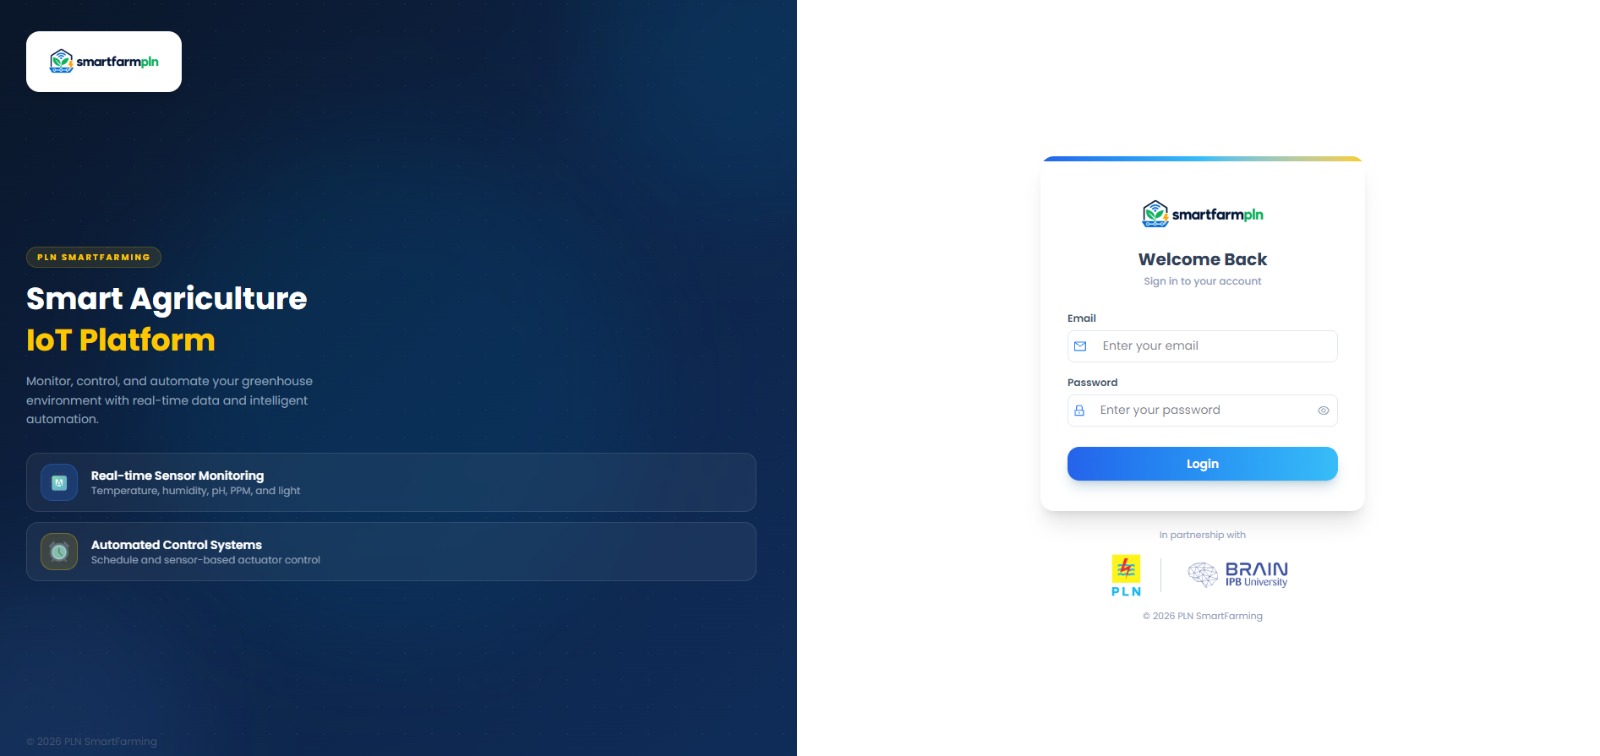 smartfarmpln
PLN SMARTFARMING
Smart Agriculture
IoT Platform
Monitor, control, and automate your greenhouse
environment with real-time data and intelligent
automation.
Real-time Sensor Monitoring
Temperature, humidity, pH, PPM, and light
Automated Control Systems
Schedule and sensor-based actuator control
© 2026 PLN SmartFarming
smartfarmpln
Welcome Back
Sign in to your account
Email
Enter your email
Password
Enter your password
Login
In partnership with
PLN
BRAIN
IPB University
© 2026 PLN SmartFarming